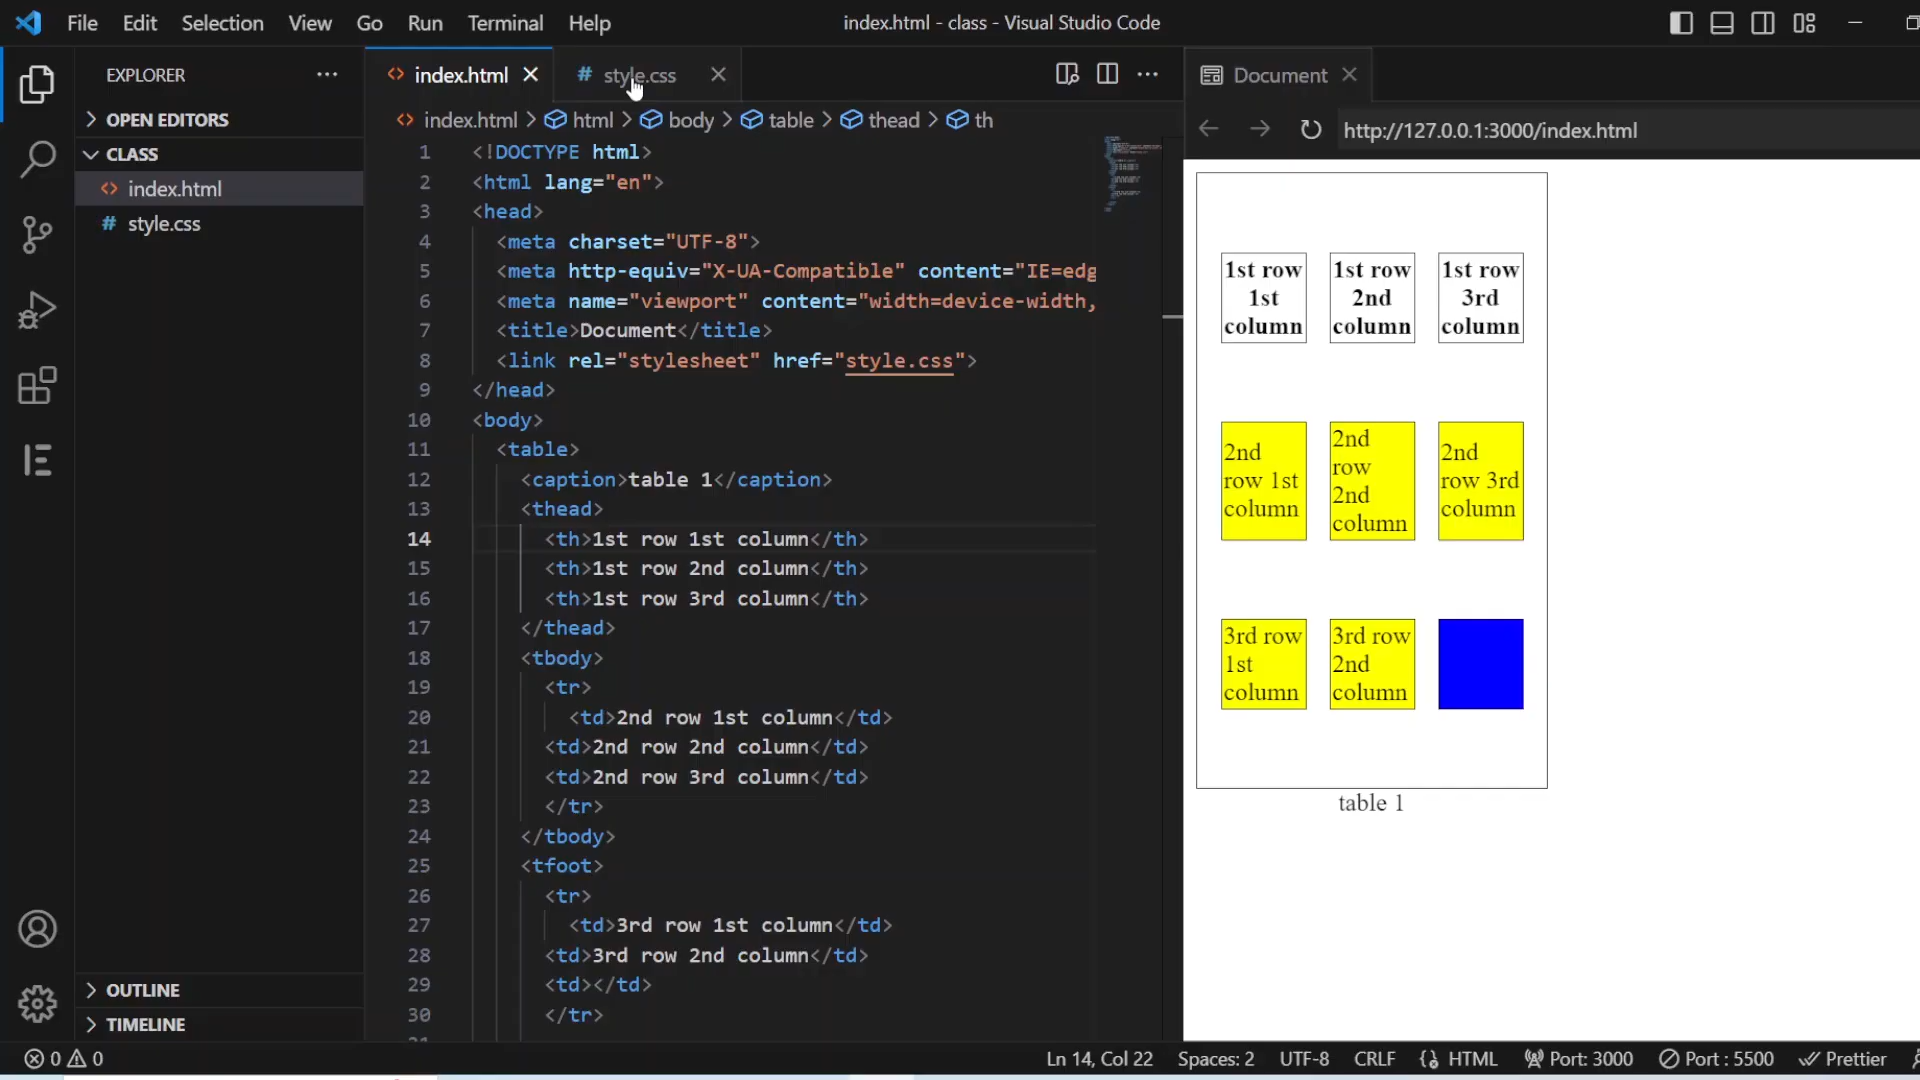 File Edit Selection View Go Run Terminal Help
index.html - class - Visual Studio Code
EXPLORER
OPEN EDITORS
CLASS
index.html
style.css
OUTLINE
TIMELINE
index.html
style.css
index.html > html > body > table > thead > th
1 <!DOCTYPE html>
2 <html lang="en">
3 <head>
4 <meta charset="UTF-8">
5 <meta http-equiv="X-UA-Compatible" content="IE=edg
6 <meta name="viewport" content="width=device-width,
7 <title>Document</title>
8 <link rel="stylesheet" href="style.css">
9 </head>
10 <body>
11 <table>
12 <caption>table 1</caption>
13 <thead>
14 <th>1st row 1st column</th>
15 <th>1st row 2nd column</th>
16 <th>1st row 3rd column</th>
17 </thead>
18 <tbody>
19 <tr>
20 <td>2nd row 1st column</td>
21 <td>2nd row 2nd column</td>
22 <td>2nd row 3rd column</td>
23 </tr>
24 </tbody>
25 <tfoot>
26 <tr>
27 <td>3rd row 1st column</td>
28 <td>3rd row 2nd column</td>
29 <td></td>
30 </tr>
Document
http://127.0.0.1:3000/index.html
1st row
1st
column
1st row
2nd
column
1st row
3rd
column
2nd
row 1st
column
2nd
row
2nd
column
2nd
row 3rd
column
3rd row
1st
column
3rd row
2nd
column
table 1
0 0
Ln 14, Col 22 Spaces: 2 UTF-8 CRLF HTML Port: 3000 Port : 5500 Prettier